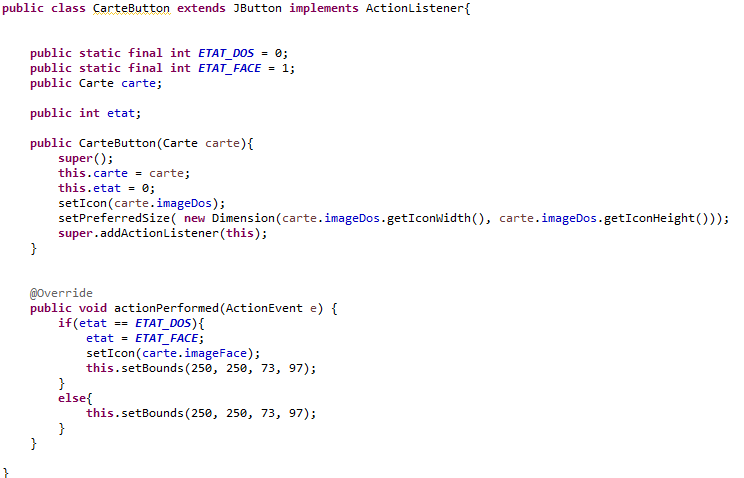 public class CarteButton extends JButton implements ActionListener{
public static final int ETAT_DOS = 0;
public static final int ETAT_FACE = 1;
public Carte carte;
public int etat;
public CarteButton(Carte carte){
super();
this.carte = carte;
this.etat = 0;
setIcon(carte.imageDos);
setPreferredSize( new Dimension(carte.imageDos.getIconWidth(), carte.imageDos.getIconHeight()));
super.addActionListener(this);
}
@Override
public void actionPerformed(ActionEvent e) {
if(etat == ETAT_DOS){
etat = ETAT_FACE;
setIcon(carte.imageFace);
this.setBounds(250, 250, 73, 97);
}
else{
this.setBounds(250, 250, 73, 97);
}
}
}